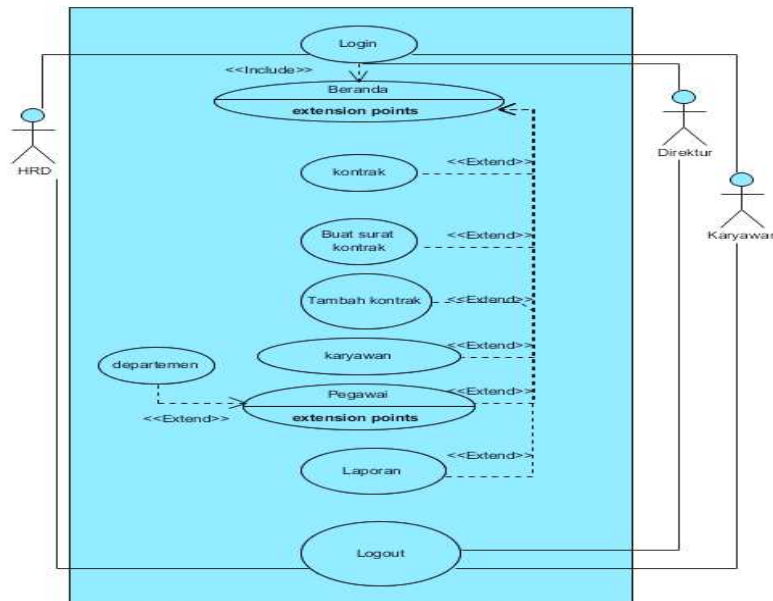 Login
<<Include>>
Beranda
extension points
HRD
Direktur
Karyawan
kontrak
<<Extend>>
Buat surat
kontrak
<<Extend>>
Tambah kontrak
<<Extend>>
karyawan
<<Extend>>
departemen
<<Extend>>
Pegawai
extension points
<<Extend>>
Laporan
<<Extend>>
Logout